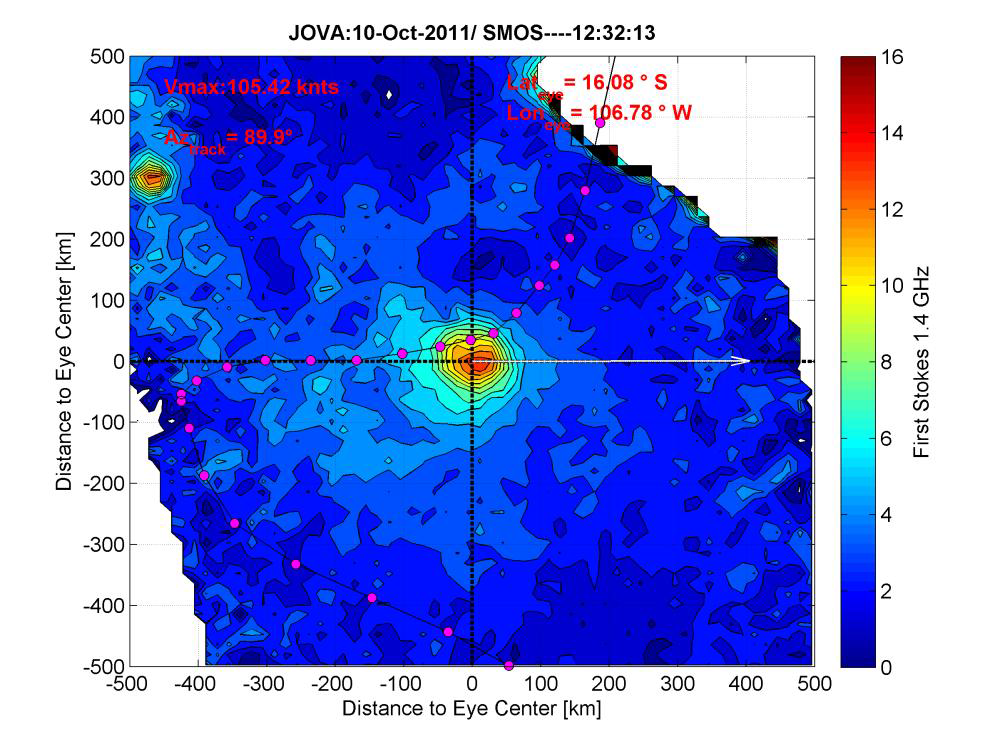 JOVA:10-Oct-2011/ SMOS----12:32:13
Vmax:105.42 knts
Lat eye = 16.08 ° S
Lon eye = 106.78 ° W
Az track = 89.9°
Distance to Eye Center [km]
500
400
300
200
100
0
-100
-200
-300
-400
-500
-500 -400 -300 -200 -100 0 100 200 300 400 500
Distance to Eye Center [km]
16
14
12
10
8
6
4
2
0
First Stokes 1.4 GHz